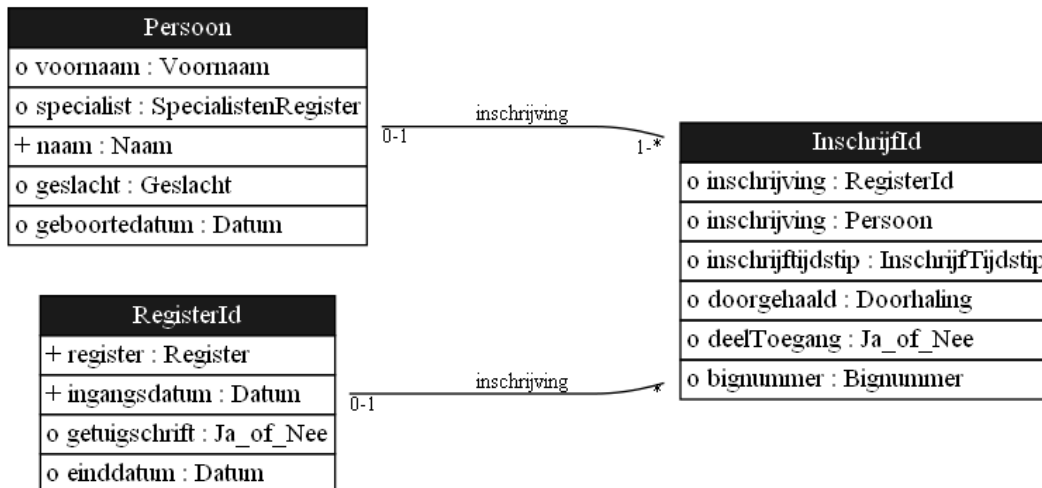 Persoon
o voornaam : Voornaam
o specialist : SpecialistenRegister
+ naam : Naam
o geslacht : Geslacht
o geboortedatum : Datum
inschrijving
0-1
1-*
InschrijfId
o inschrijving : RegisterId
o inschrijving : Persoon
o inschrijftijdstip : InschrijfTijdstip
o doorgehaald : Doorhaling
o deelToegang : Ja_of_Nee
o bignummer : Bignummer
RegisterId
+ register : Register
+ ingangsdatum : Datum
o getuigschrift : Ja_of_Nee
o einddatum : Datum
inschrijving
0-1
*